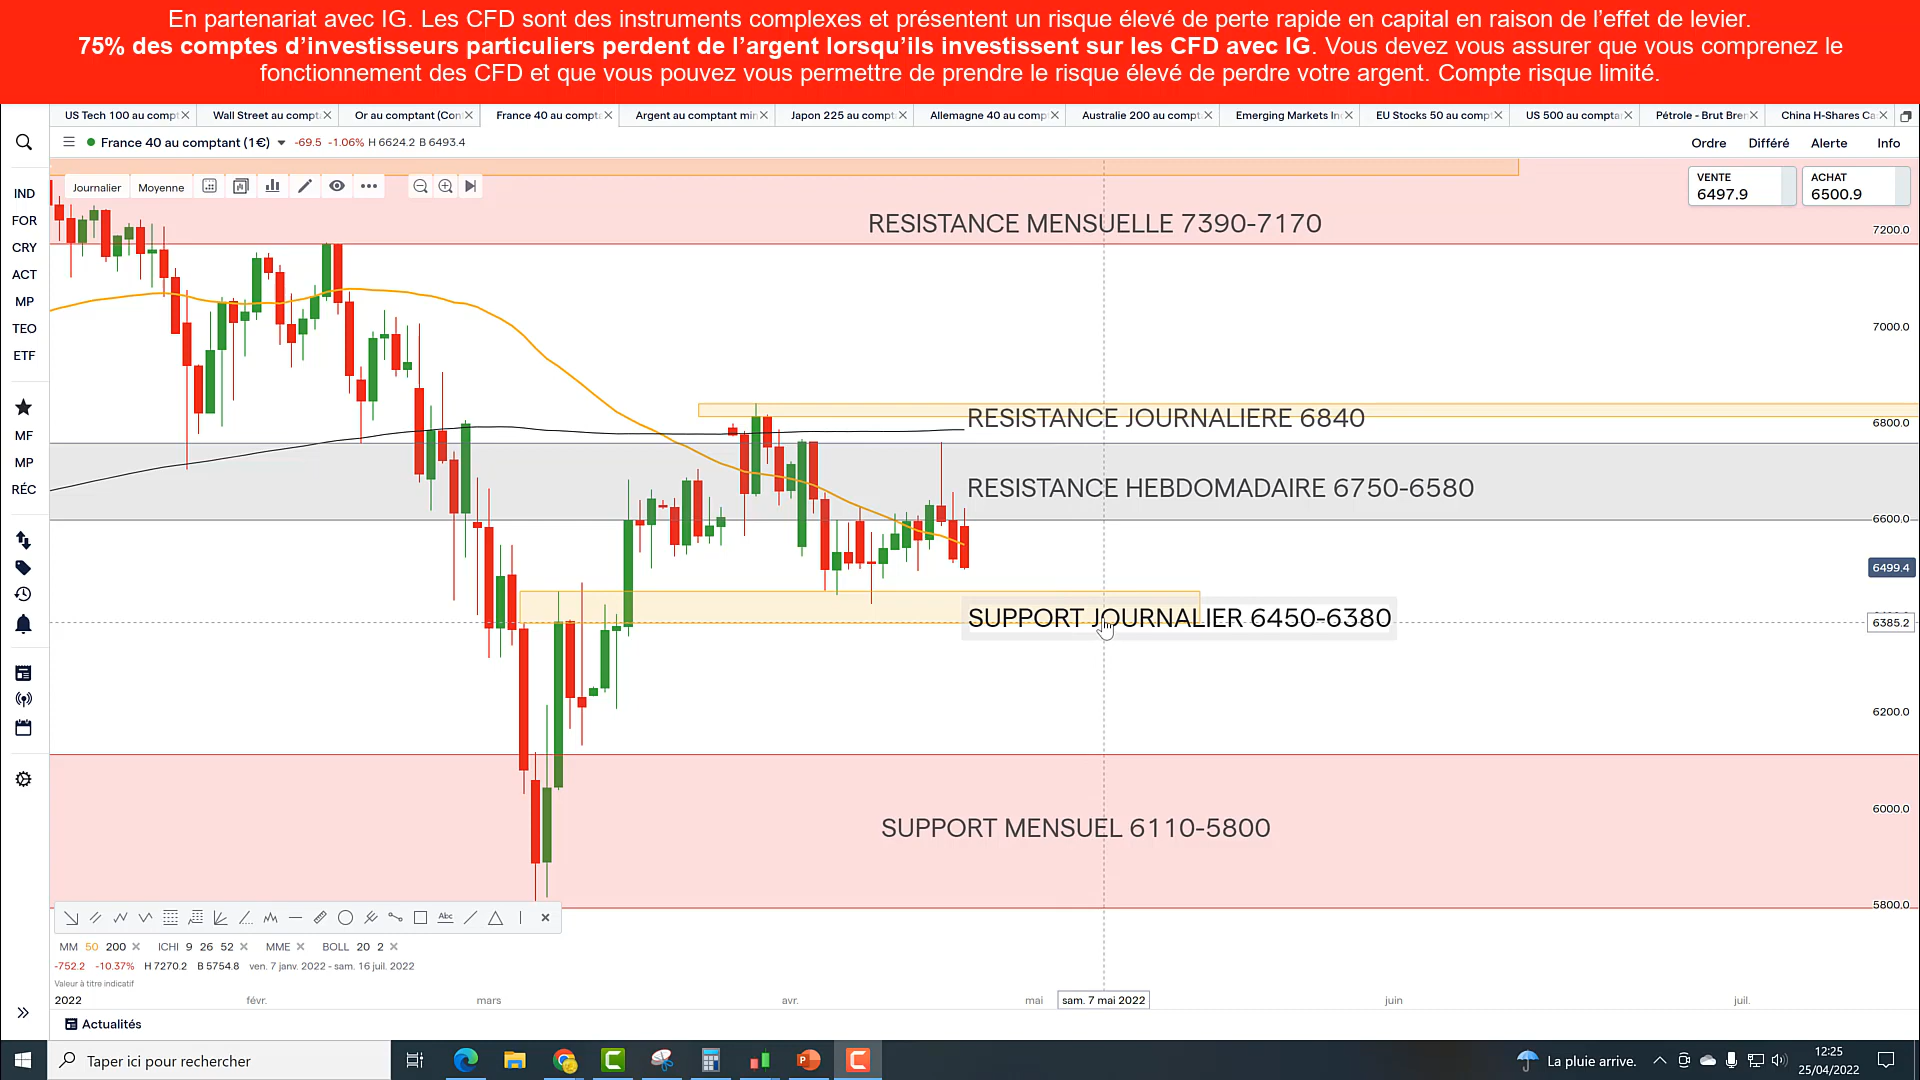 En partenariat avec IG. Les CFD sont des instruments complexes et présentent un risque élevé de perte rapide en capital en raison de l'effet de levier.
75% des comptes d'investisseurs particuliers perdent de l'argent lorsqu'ils investissent sur les CFD avec IG. Vous devez vous assurer que vous comprenez le
fonctionnement des CFD et que vous pouvez vous permettre de prendre le risque élevé de perdre votre argent. Compte risque limité.
US Tech 100 au compt
Wall Street au compt
Or au comptant (Con
France 40 au compt
Argent au comptant min
Japon 225 au compt
Allemagne 40 au comp
Australie 200 au compt
Emerging Markets In
EU Stocks 50 au compt
US 500 au compta
Pétrole - Brut Bre
China H-Shares Ca
France 40 au comptant (1€) -69.5 -1.06% H 6624.2 B 6493.4
Ordre Différé Alerte Info
Journalier Moyenne
VENTE
6497.9
ACHAT
6500.9
IND
FOR
CRY
ACT
MP
TEO
ETF
MF
MP
RÉC
RESISTANCE MENSUELLE 7390-7170
7200.0
7000.0
RESISTANCE JOURNALIERE 6840
6800.0
RESISTANCE HEBDOMADAIRE 6750-6580
6600.0
6499.4
SUPPORT JOURNALIER 6450-6380
6385.2
6200.0
6000.0
SUPPORT MENSUEL 6110-5800
5800.0
Abc
MM 50 200 ICHI 9 26 52 MME BOLL 20 2
-752.2 -10.37% H 7270.2 B 5754.8 ven. 7 janv. 2022 - sam. 16 juil. 2022
Valeur à titre indicatif
2022 févr. mars avr. mai sam. 7 mai 2022 juin juil.
Actualités
Taper ici pour rechercher
La pluie arrive.
12:25
25/04/2022